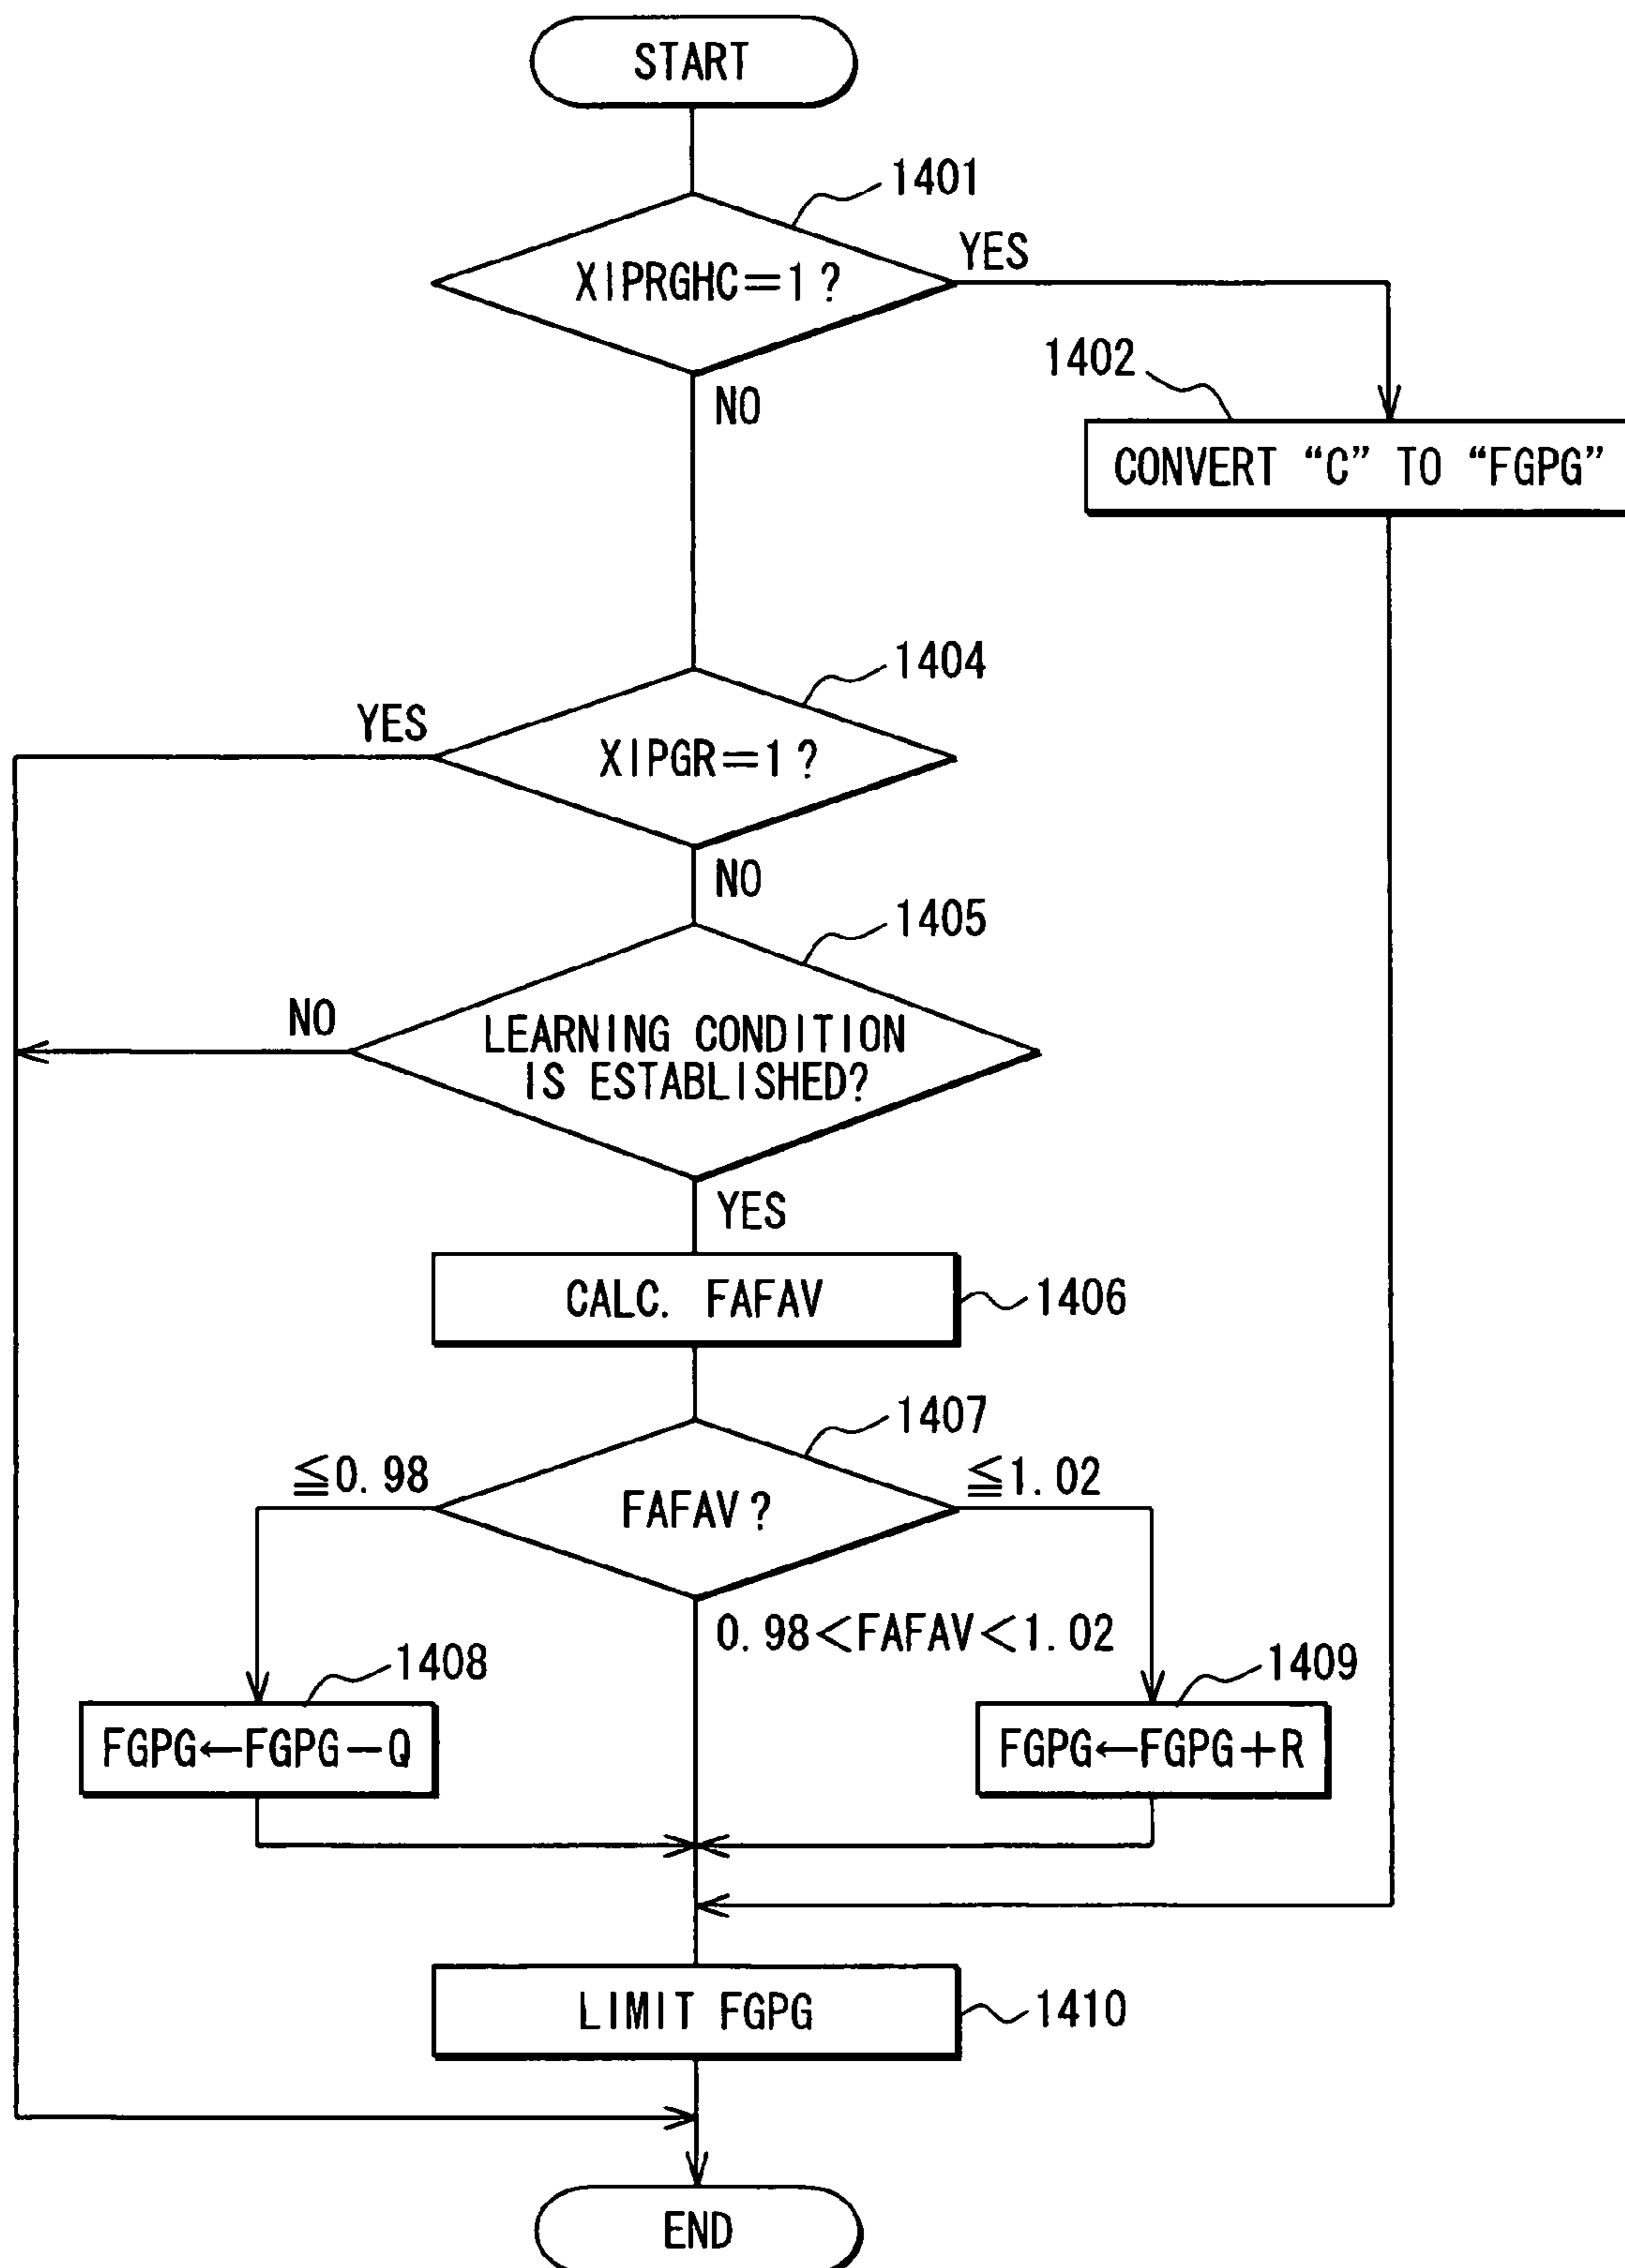 START
1401
XIPRGHC=1?
YES
NO
1402
CONVERT “C” TO “FGPG”
1404
YES
XIPGR=1?
NO
1405
NO
LEARNING CONDITION
IS ESTABLISHED?
YES
CALC. FAFAV
1406
1407
≦0.98
≦1.02
FAFAV?
0.98<FAFAV<1.02
1408
1409
FGPG←FGPG−Q
FGPG←FGPG+R
LIMIT FGPG
1410
END